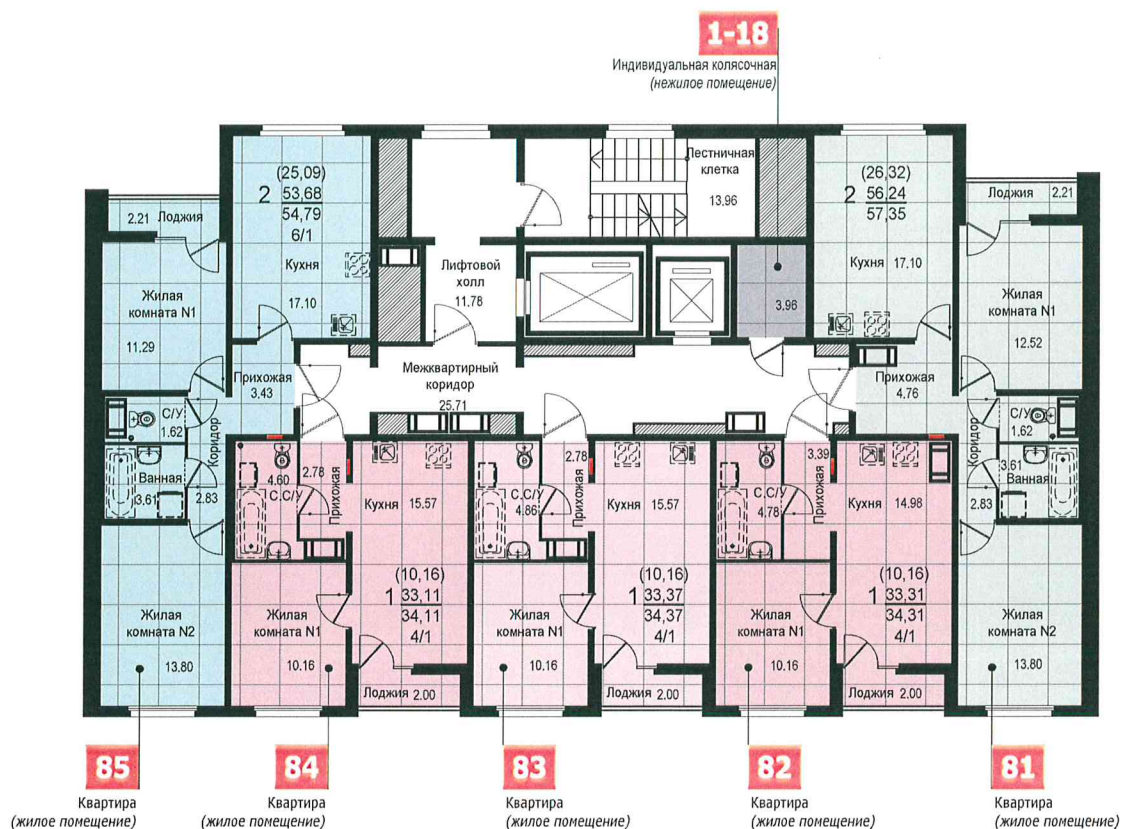 1-18
Индивидуальная колясочная
(нежилое помещение)
(25,09)
2 53,68
54,79
6/1
Кухня
17.10
2.21 Лоджия
Жилая
комната N1
11.29
Прихожая
3.43
С/У
1.62
Ванная
3.61
Коридор
2.83
Жилая
комната N2
13.80
Лифтовой
холл
11.78
Лестничная
клетка
13.96
3.96
Межквартирный
коридор
25.71
(26,32)
2 56,24
57,35
Кухня 17.10
Лоджия 2.21
Жилая
комната N1
12.52
Прихожая
4.76
С/У
1.62
3.61
Ванная
Коридор
2.83
Жилая
комната N2
13.80
4.60
С.С/У
2.78
Прихожая
Кухня 15.57
(10,16)
1 33,11
34,11
4/1
Жилая
комната N1
10.16
Лоджия 2.00
С.С/У
4.86
2.78
Прихожая
Кухня 15.57
(10,16)
1 33,37
34,37
4/1
Жилая
комната N1
10.16
Лоджия 2.00
С.С/У
4.78
3.39
Прихожая
Кухня 14.98
(10,16)
1 33,31
34,31
4/1
Жилая
комната N1
10.16
Лоджия 2.00
85
Квартира
(жилое помещение)
84
Квартира
(жилое помещение)
83
Квартира
(жилое помещение)
82
Квартира
(жилое помещение)
81
Квартира
(жилое помещение)